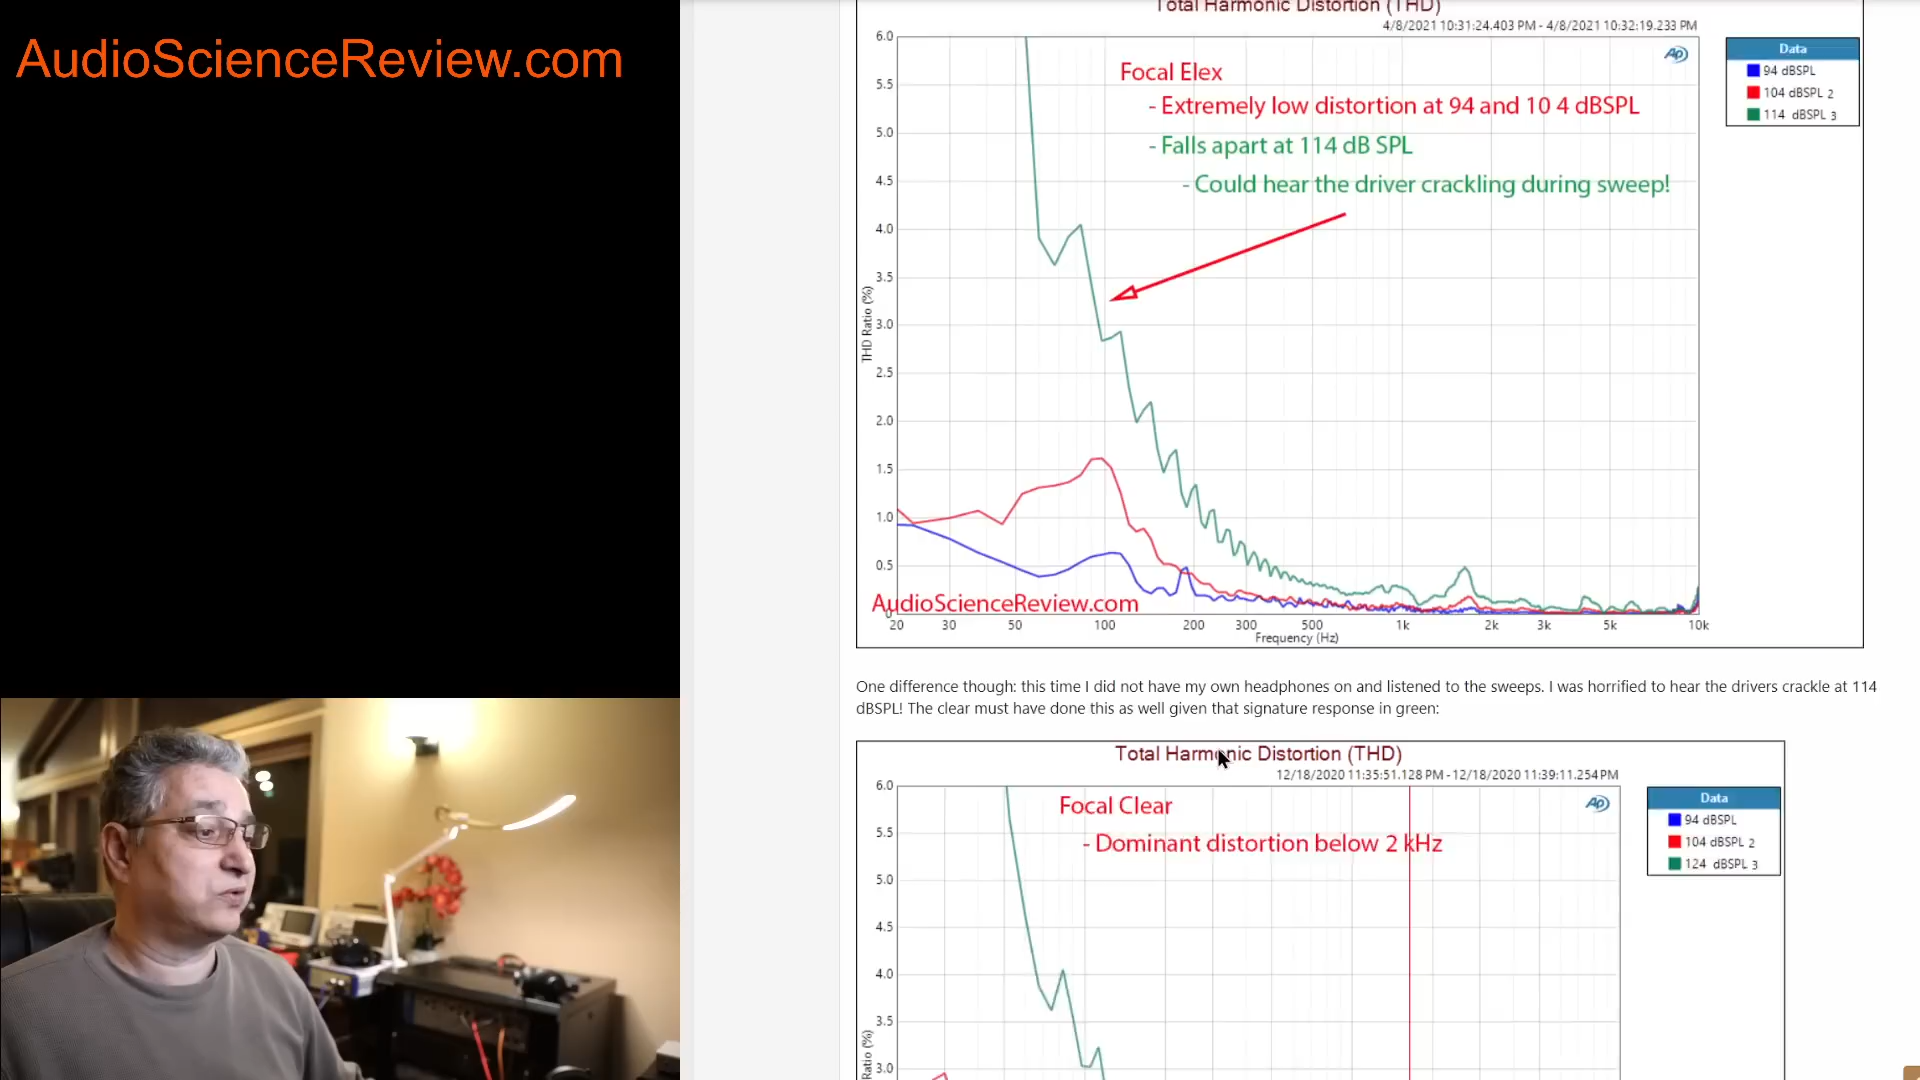 AudioScienceReview.com
Total Harmonic Distortion (THD)
4/8/2021 10:31:24.403 PM - 4/8/2021 10:32:19.233 PM
6.0
5.5
5.0
4.5
4.0
3.5
3.0
2.5
2.0
1.5
1.0
0.5
0
THD Ratio (%)
Focal Elex
- Extremely low distortion at 94 and 10 4 dBSPL
- Falls apart at 114 dB SPL
- Could hear the driver crackling during sweep!
AP
Data
94 dBSPL
104 dBSPL 2
114 dBSPL 3
AudioScienceReview.com
20 30 50 100 200 300 500 1k 2k 3k 5k 10k
Frequency (Hz)
One difference though: this time I did not have my own headphones on and listened to the sweeps. I was horrified to hear the drivers crackle at 114
dBSPL! The clear must have done this as well given that signature response in green:
Total Harmonic Distortion (THD)
12/18/2020 11:35:51.128 PM - 12/18/2020 11:39:11.254 PM
6.0
5.5
5.0
4.5
4.0
3.5
3.0
Ratio (%)
Focal Clear
- Dominant distortion below 2 kHz
AP
Data
94 dBSPL
104 dBSPL 2
124 dBSPL 3